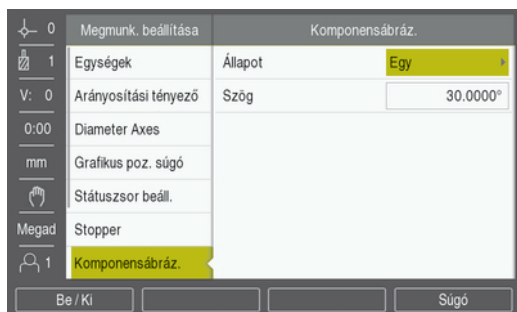 0
Megmunk. beállítása
Komponensábráz.
1
Egységek
Állapot
Egy
V: 0
Arányosítási tényező
Szög
30.0000°
0:00
Diameter Axes
mm
Grafikus poz. súgó
Státuszsor beáll.
Megad
Stopper
1
Komponensábráz.
Be / Ki
Súgó